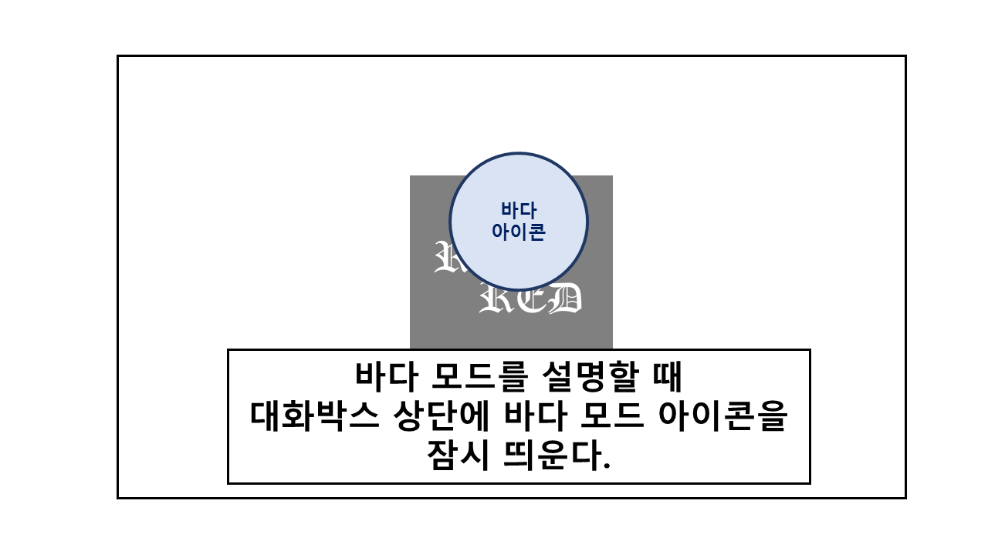 바다
아이콘
RED
바다 모드를 설명할 때
대화박스 상단에 바다 모드 아이콘을
잠시 띄운다.